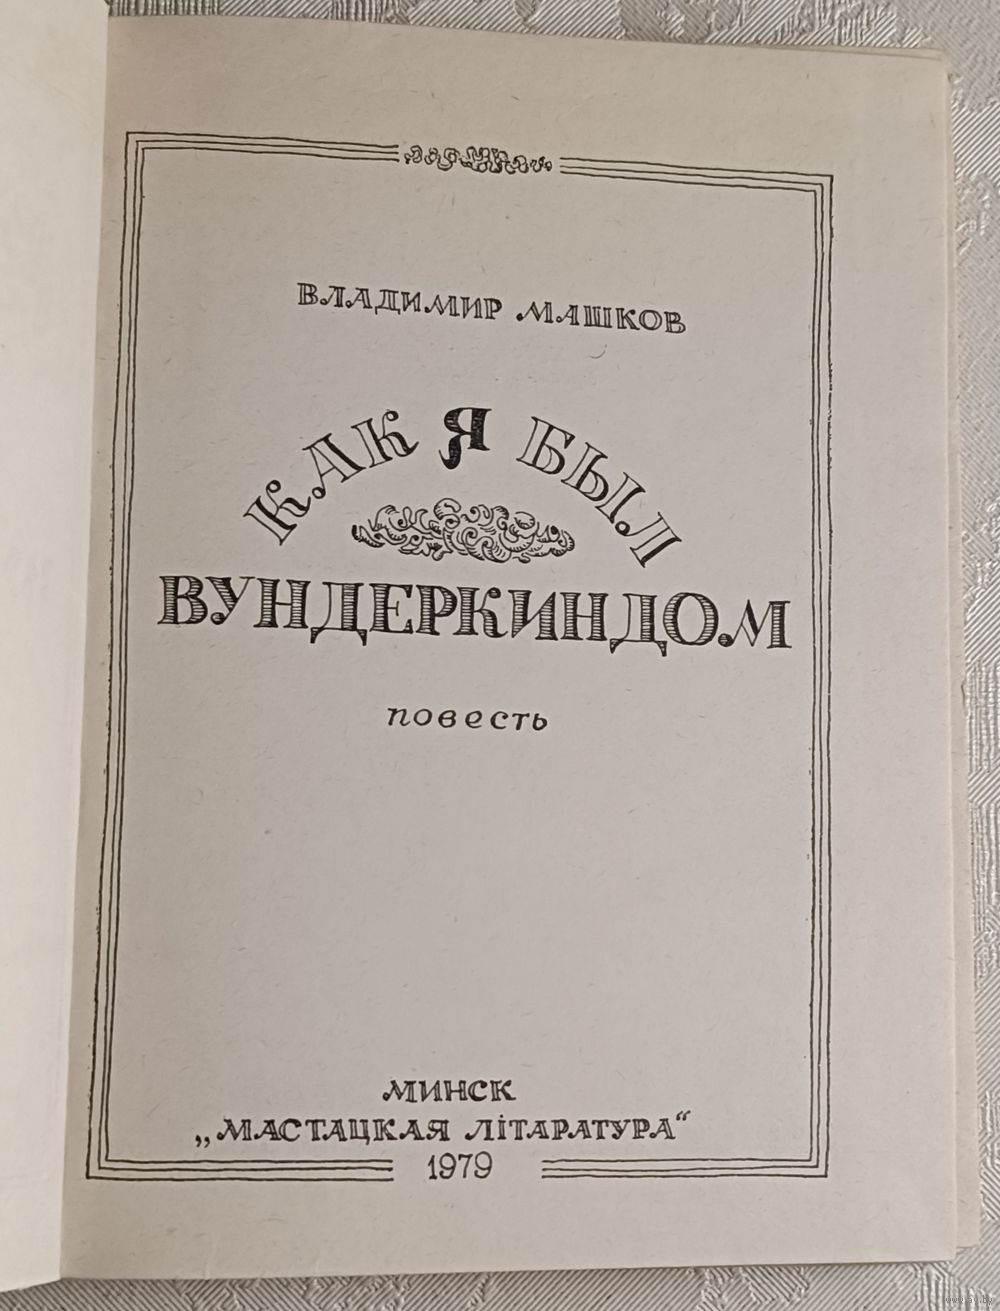 ВЛАДИМИР МАШКОВ
КАК Я БЫЛ
ВУНДЕРКИНДОМ
повесть
МИНСК
„МАСТАЦКАЯ ЛІТАРАТУРА“
1979